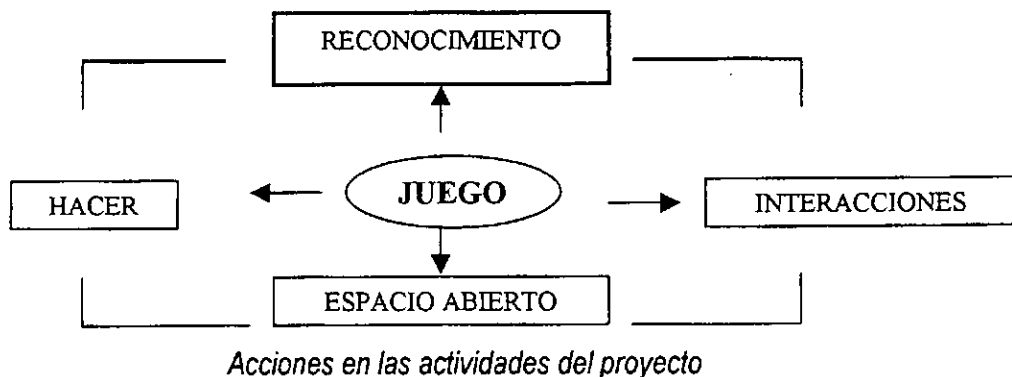 RECONOCIMIENTO
JUEGO
HACER
INTERACCIONES
ESPACIO ABIERTO
Acciones en las actividades del proyecto